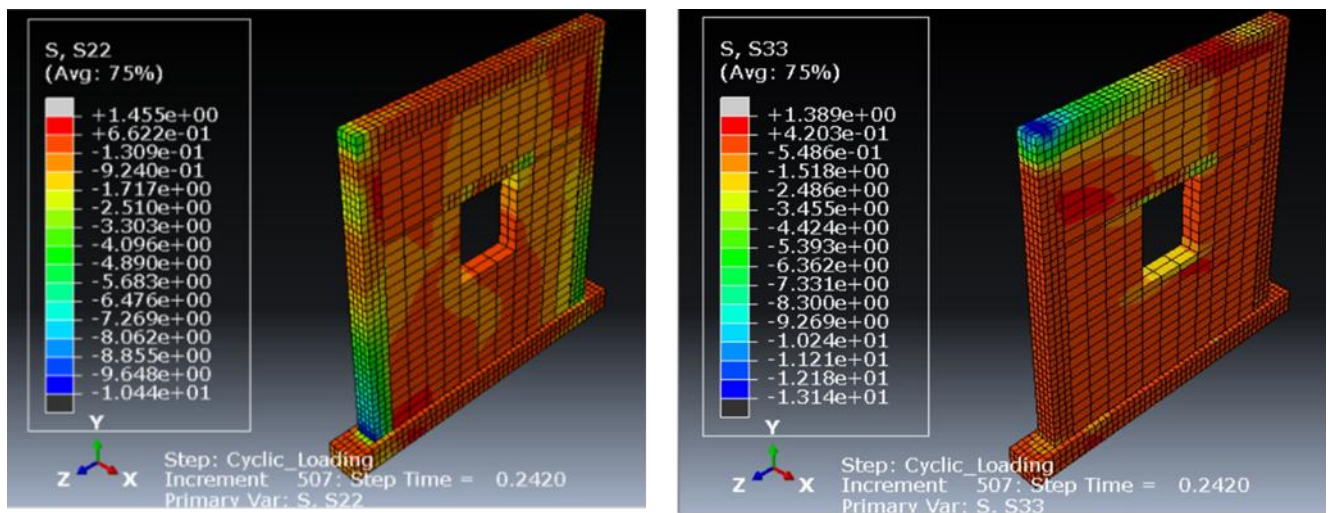 S, S22
(Avg: 75%)
+1.455e+00
+6.622e-01
-1.309e-01
-9.240e-01
-1.717e+00
-2.510e+00
-3.303e+00
-4.096e+00
-4.890e+00
-5.683e+00
-6.476e+00
-7.269e+00
-8.062e+00
-8.855e+00
-9.648e+00
-1.044e+01
Y
Z X
Step: Cyclic_Loading
Increment 507: Step Time = 0.2420
Primary Var: S, S22
S, S33
(Avg: 75%)
+1.389e+00
+4.203e-01
-5.486e-01
-1.518e+00
-2.486e+00
-3.455e+00
-4.424e+00
-5.393e+00
-6.362e+00
-7.331e+00
-8.300e+00
-9.269e+00
-1.024e+01
-1.121e+01
-1.218e+01
-1.314e+01
Y
Z X
Step: Cyclic_Loading
Increment 507: Step Time = 0.2420
Primary Var: S, S33